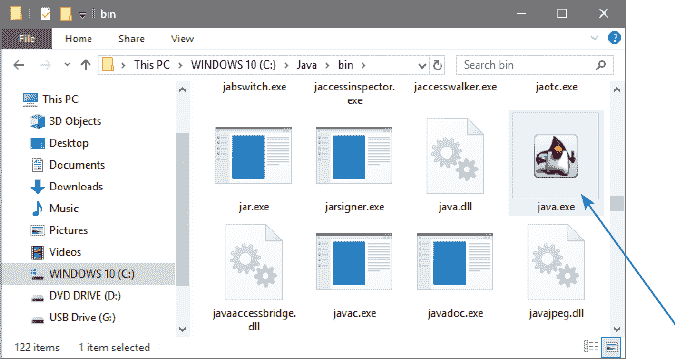 bin
File Home Share View
This PC WINDOWS 10 (C:) Java bin Search bin
This PC
3D Objects
Desktop
Documents
Downloads
Music
Pictures
Videos
WINDOWS 10 (C:)
DVD DRIVE (D:)
USB Drive (G:)
jabswitch.exe jaccessinspector.exe jaccesswalker.exe jaotc.exe
jar.exe jarsigner.exe java.dll java.exe
javaaccessbridge.dll javac.exe javadoc.exe javajpeg.dll
122 items 1 item selected